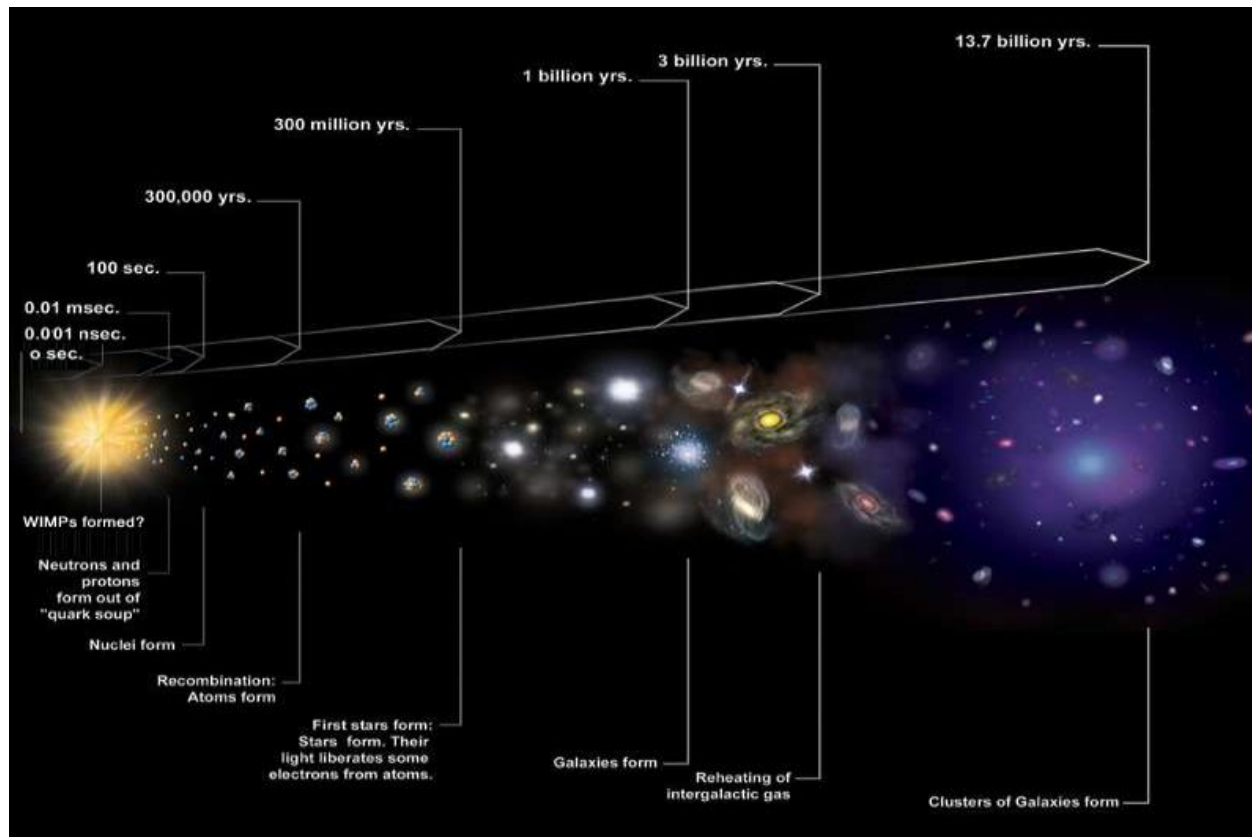 13.7 billion yrs.
3 billion yrs.
1 billion yrs.
300 million yrs.
300,000 yrs.
100 sec.
0.01 msec.
0.001 nsec.
o sec.
WIMPs formed?
Neutrons and
protons
form out of
"quark soup"
Nuclei form
Recombination:
Atoms form
First stars form:
Stars form. Their
light liberates some
electrons from atoms.
Galaxies form
Reheating of
intergalactic gas
Clusters of Galaxies form